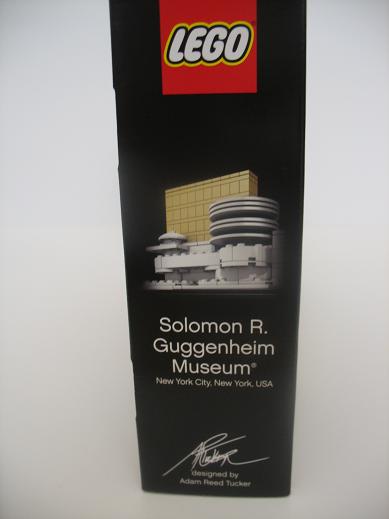 LEGO
Solomon R.
Guggenheim
Museum®
New York City, New York, USA
designed by
Adam Reed Tucker